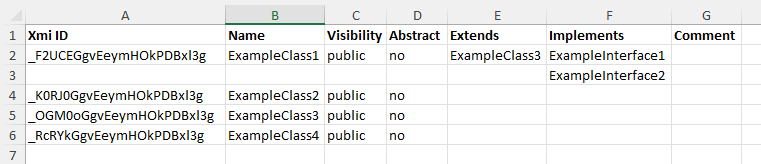 A B C D E F G
1 Xmi ID Name Visibility Abstract Extends Implements Comment
2 _F2UCEGgvEeymHOkPDBxl3g ExampleClass1 public no ExampleClass3 ExampleInterface1
3 ExampleInterface2
4 _K0RJ0GgvEeymHOkPDBxl3g ExampleClass2 public no
5 _OGM0oGgvEeymHOkPDBxl3g ExampleClass3 public no
6 _RcRYkGgvEeymHOkPDBxl3g ExampleClass4 public no
7